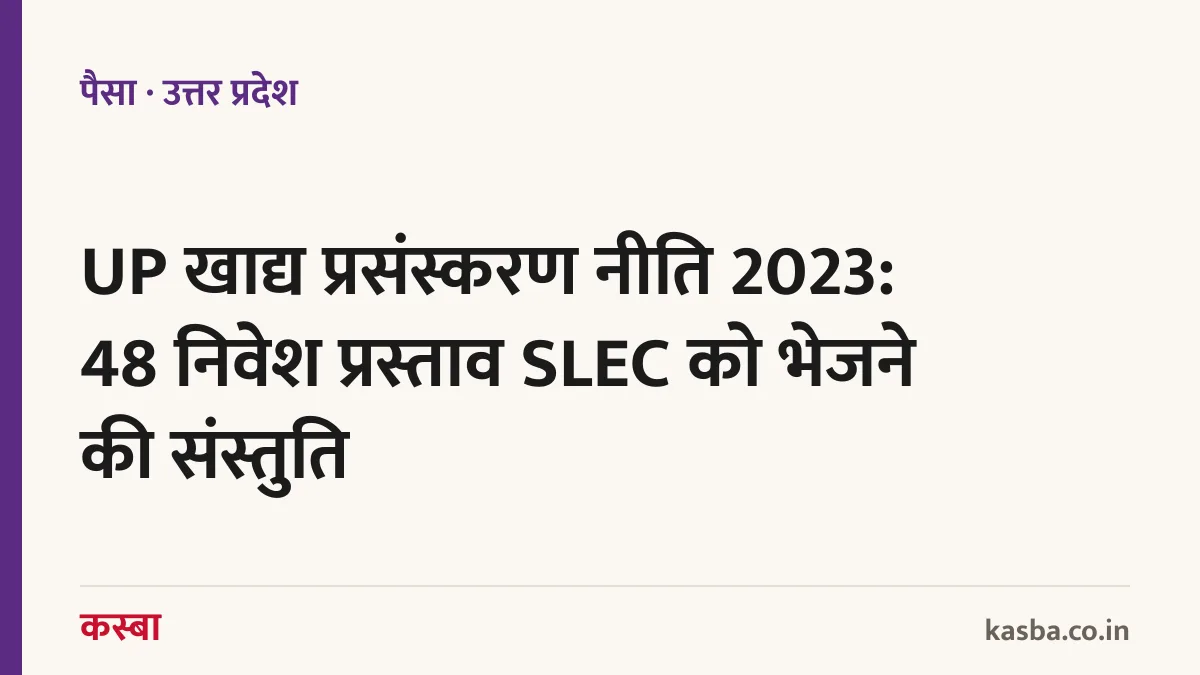 पैसा · उत्तर प्रदेश
UP खाद्य प्रसंस्करण नीति 2023:
48 निवेश प्रस्ताव SLEC को भेजने
की संस्तुति
कस्बा
kasba.co.in